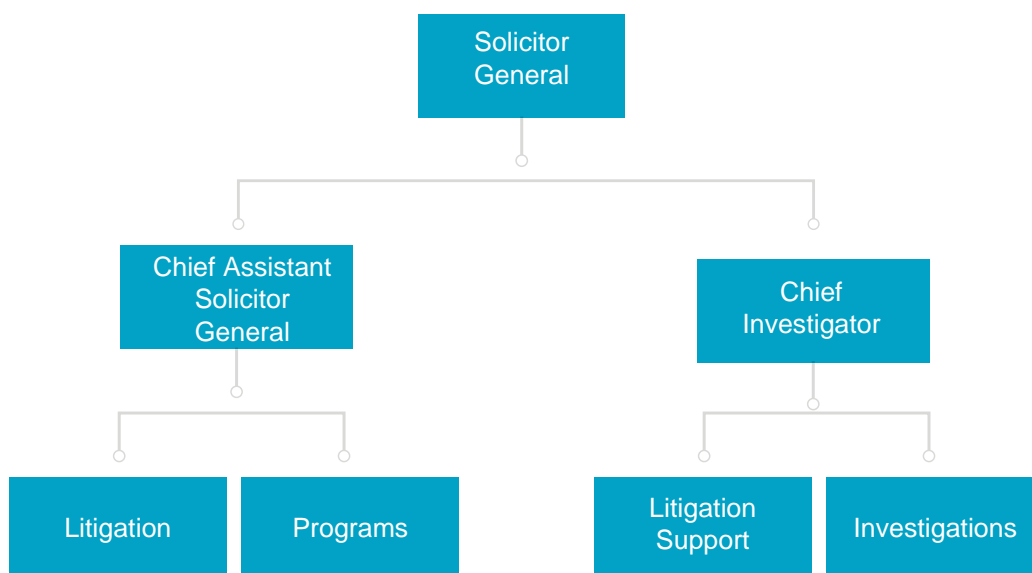 Solicitor
General
Chief Assistant
Solicitor
General
Chief
Investigator
Litigation
Programs
Litigation
Support
Investigations